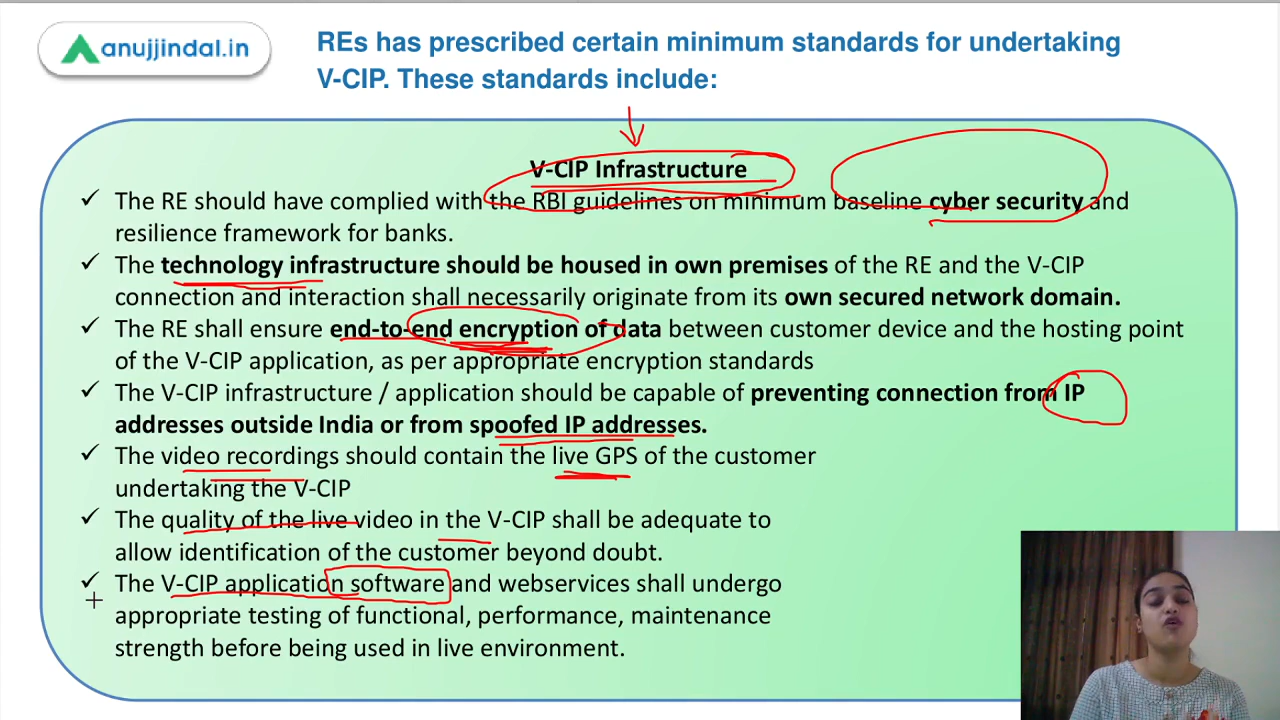 anujjindal.in
REs has prescribed certain minimum standards for undertaking
V-CIP. These standards include:
V-CIP Infrastructure
✓ The RE should have complied with the RBI guidelines on minimum baseline cyber security and
resilience framework for banks.
✓ The technology infrastructure should be housed in own premises of the RE and the V-CIP
connection and interaction shall necessarily originate from its own secured network domain.
✓ The RE shall ensure end-to-end encryption of data between customer device and the hosting point
of the V-CIP application, as per appropriate encryption standards
✓ The V-CIP infrastructure / application should be capable of preventing connection from IP
addresses outside India or from spoofed IP addresses.
✓ The video recordings should contain the live GPS of the customer
undertaking the V-CIP
✓ The quality of the live video in the V-CIP shall be adequate to
allow identification of the customer beyond doubt.
✓ The V-CIP application software and webservices shall undergo
appropriate testing of functional, performance, maintenance
strength before being used in live environment.